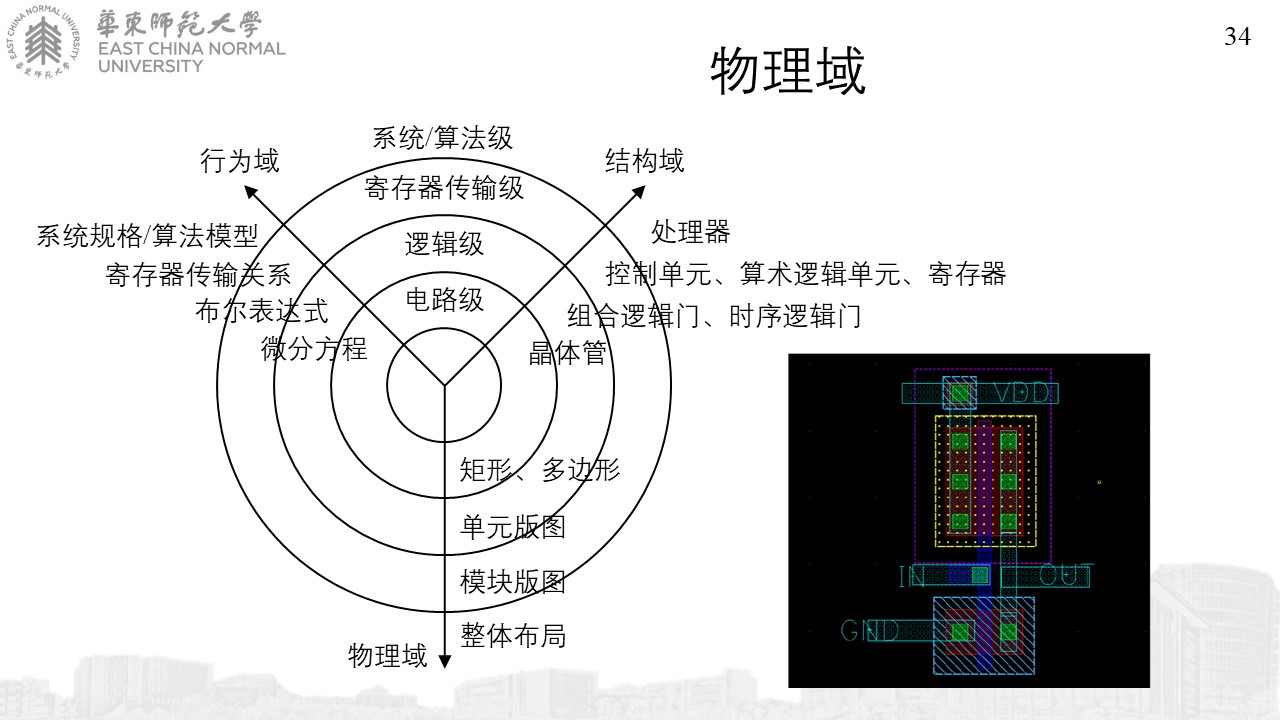 華東師範大學
EAST CHINA NORMAL
UNIVERSITY
EAST CHINA NORMAL UNIVERSITY
華東師範大學
34
物理域
系统/算法级
行为域
结构域
寄存器传输级
系统规格/算法模型
逻辑级
处理器
寄存器传输关系
控制单元、算术逻辑单元、寄存器
布尔表达式
电路级
组合逻辑门、时序逻辑门
微分方程
晶体管
矩形、多边形
单元版图
模块版图
整体布局
物理域
VDD
IN
OUT
GND